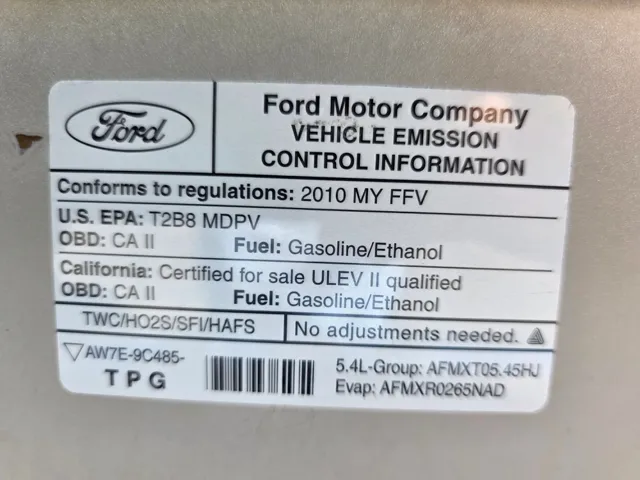 Ford
Ford Motor Company
VEHICLE EMISSION
CONTROL INFORMATION
Conforms to regulations: 2010 MY FFV
U.S. EPA: T2B8 MDPV
OBD: CA II Fuel: Gasoline/Ethanol
California: Certified for sale ULEV II qualified
OBD: CA II Fuel: Gasoline/Ethanol
TWC/HO2S/SFI/HAFS No adjustments needed.
AW7E-9C485-
TPG
5.4L-Group: AFMXT05.45HJ
Evap: AFMXR0265NAD